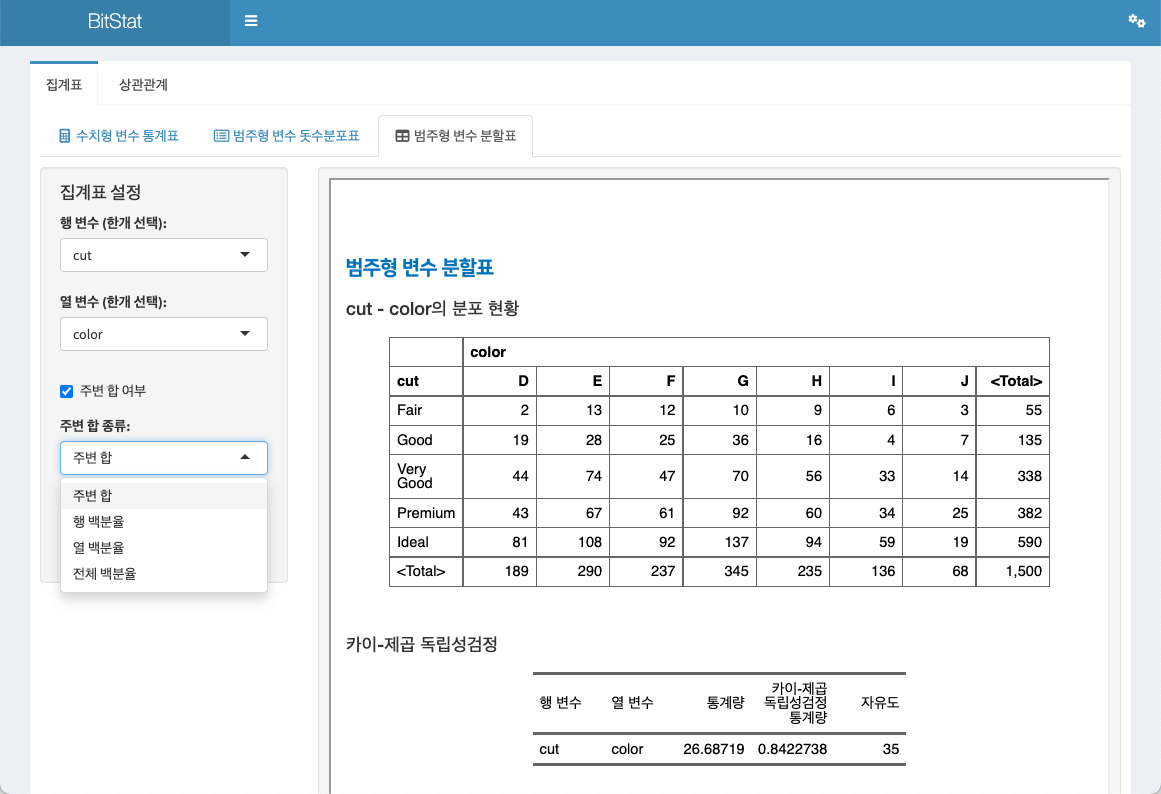 BitStat
집계표 상관관계
수치형 변수 통계표 범주형 변수 돗수분포표 범주형 변수 분할표
집계표 설정
행 변수 (한개 선택):
cut
열 변수 (한개 선택):
color
주변 합 여부
주변 합 종류:
주변 합
주변 합
행 백분율
열 백분율
전체 백분율
범주형 변수 분할표
cut - color의 분포 현황
color
cut D E F G H I J <Total>
Fair 2 13 12 10 9 6 3 55
Good 19 28 25 36 16 4 7 135
Very
Good 44 74 47 70 56 33 14 338
Premium 43 67 61 92 60 34 25 382
Ideal 81 108 92 137 94 59 19 590
<Total> 189 290 237 345 235 136 68 1,500
카이-제곱 독립성검정
행 변수 열 변수 통계량 카이-제곱
독립성검정
통계량 자유도
cut color 26.68719 0.8422738 35